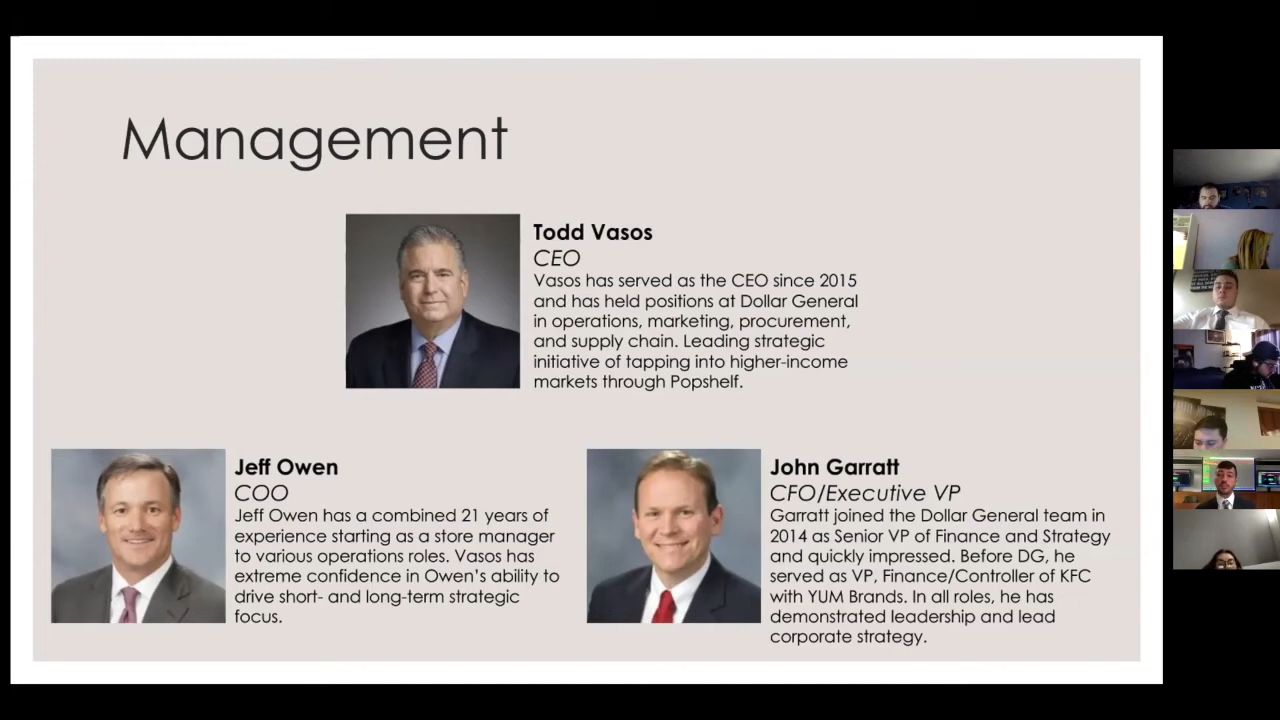 Management
Todd Vasos
CEO
Vasos has served as the CEO since 2015
and has held positions at Dollar General
in operations, marketing, procurement,
and supply chain. Leading strategic
initiative of tapping into higher-income
markets through Popshelf.
Jeff Owen
COO
Jeff Owen has a combined 21 years of
experience starting as a store manager
to various operations roles. Vasos has
extreme confidence in Owen's ability to
drive short- and long-term strategic
focus.
John Garratt
CFO/Executive VP
Garratt joined the Dollar General team in
2014 as Senior VP of Finance and Strategy
and quickly impressed. Before DG, he
served as VP, Finance/Controller of KFC
with YUM Brands. In all roles, he has
demonstrated leadership and lead
corporate strategy.